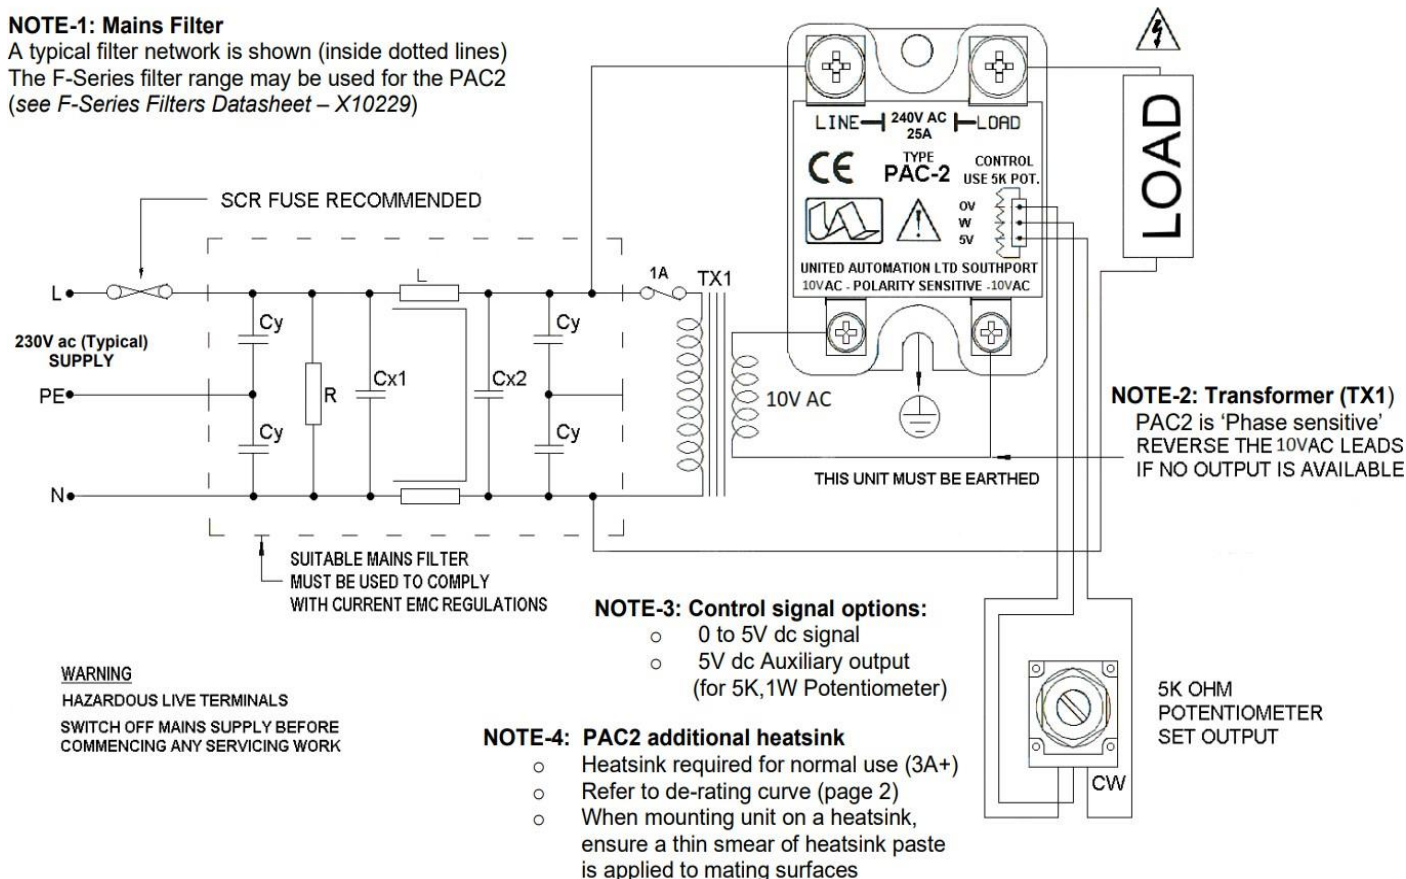 NOTE-1: Mains Filter
A typical filter network is shown (inside dotted lines)
The F-Series filter range may be used for the PAC2
(see F-Series Filters Datasheet – X10229)
SCR FUSE RECOMMENDED
L
230V ac (Typical)
SUPPLY
PE
N
Cy
Cy
R
Cx1
L
Cx2
Cy
Cy
1A
TX1
10V AC
SUITABLE MAINS FILTER
MUST BE USED TO COMPLY
WITH CURRENT EMC REGULATIONS
LINE
240V AC
25A
LOAD
CE
TYPE
PAC-2
CONTROL
USE 5K POT.
0V
W
5V
UNITED AUTOMATION LTD SOUTHPORT
10VAC - POLARITY SENSITIVE -10VAC
LOAD
THIS UNIT MUST BE EARTHED
NOTE-2: Transformer (TX1)
PAC2 is ‘Phase sensitive’
REVERSE THE 10VAC LEADS
IF NO OUTPUT IS AVAILABLE
WARNING
HAZARDOUS LIVE TERMINALS
SWITCH OFF MAINS SUPPLY BEFORE
COMMENCING ANY SERVICING WORK
NOTE-3: Control signal options:
o 0 to 5V dc signal
o 5V dc Auxiliary output
(for 5K,1W Potentiometer)
NOTE-4: PAC2 additional heatsink
o Heatsink required for normal use (3A+)
o Refer to de-rating curve (page 2)
o When mounting unit on a heatsink,
ensure a thin smear of heatsink paste
is applied to mating surfaces
5K OHM
POTENTIOMETER
SET OUTPUT
CW